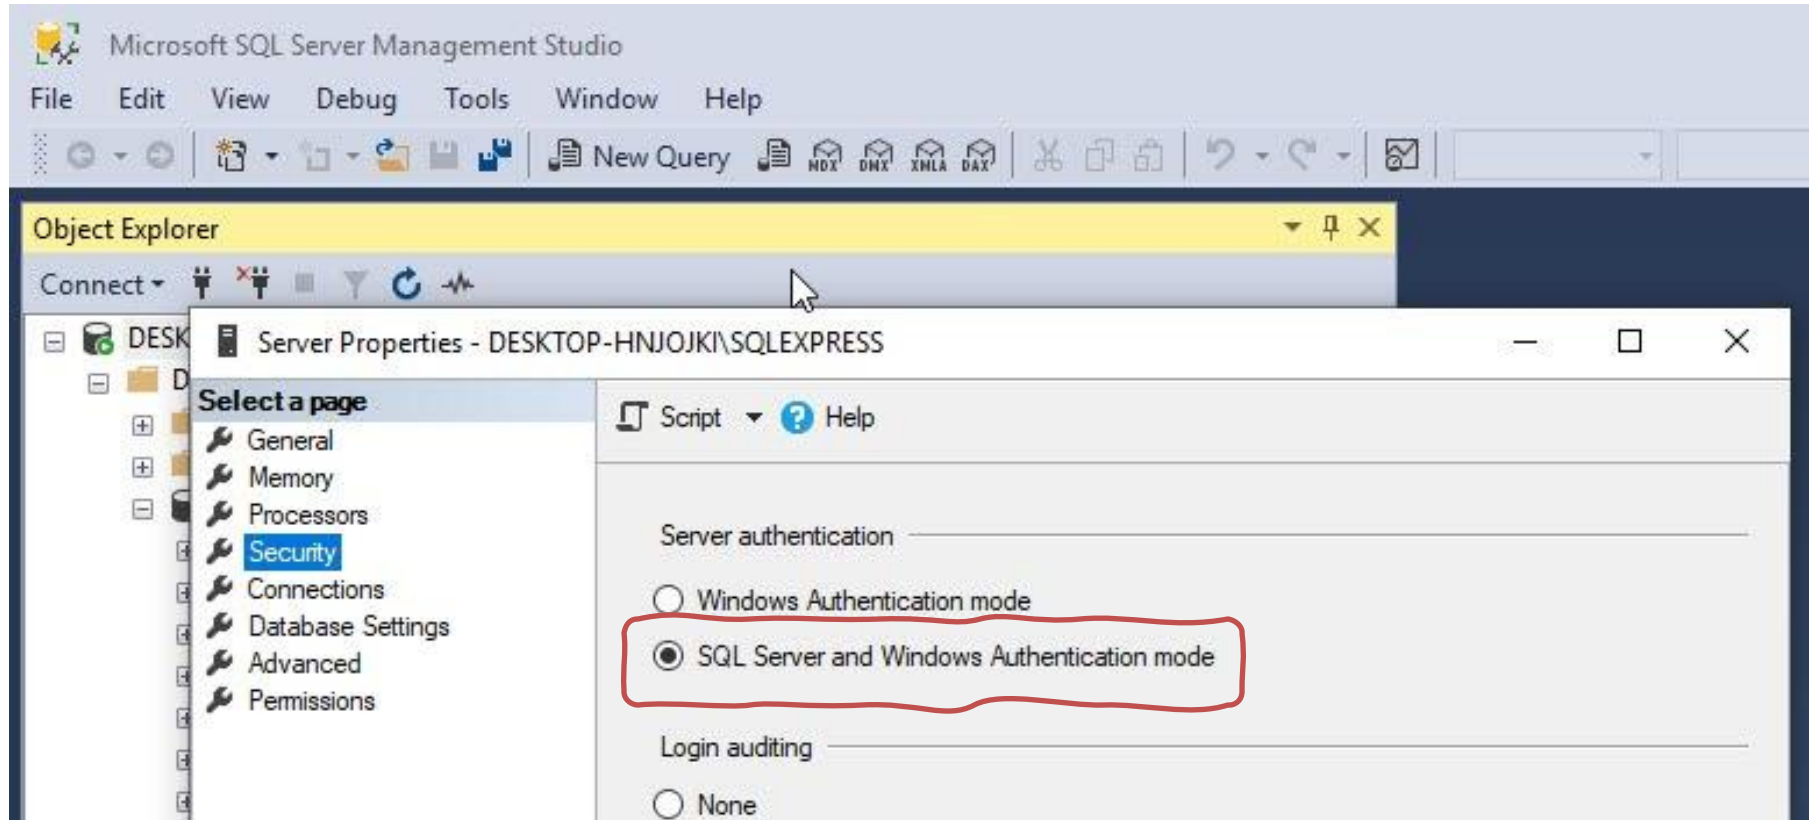 Microsoft SQL Server Management Studio
File Edit View Debug Tools Window Help
New Query MDX DMX XMLA DAX
Object Explorer
Connect
DESK
Server Properties - DESKTOP-HNJOJKI\SQLEXPRESS
D
Select a page
Script Help
General
Memory
Processors
Security
Connections
Database Settings
Advanced
Permissions
Server authentication
Windows Authentication mode
SQL Server and Windows Authentication mode
Login auditing
None